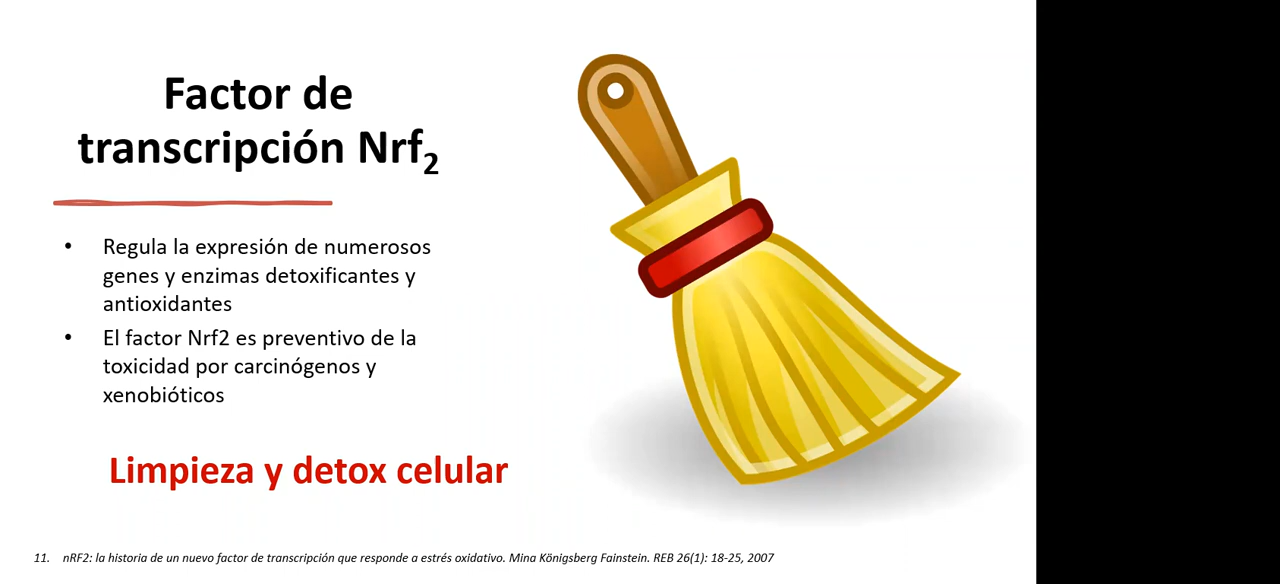 Factor de
transcripción Nrf₂
• Regula la expresión de numerosos
genes y enzimas detoxificantes y
antioxidantes
• El factor Nrf2 es preventivo de la
toxicidad por carcinógenos y
xenobióticos
Limpieza y detox celular
11. nRF2: la historia de un nuevo factor de transcripción que responde a estrés oxidativo. Mina Königsberg Fainstein. REB 26(1): 18-25, 2007